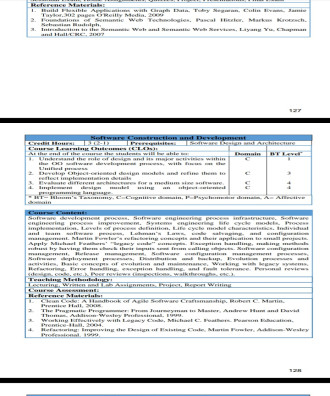 Reference Materials:
1. Build Flexible Applications with Graph Data, Toby Segaran, Colin Evans, Jamie
Taylor,302 pages O'Reilly Media, 2009
2. Foundations of Semantic Web Technologies, Pascal Hitzler, Markus Krotzsch,
Sebastian Rudolph,
3. Introduction to the Semantic Web and Semantic Web Services, Liyang Yu, Chapman
and Hall/CRC, 2007
127
Software Construction and Development
Credit Hours: 3 (2-1) Prerequisites: Software Design and Architecture
Course Learning Outcomes (CLOs):
At the end of the course the students will be able to: Domain BT Level*
1. Understand the role of design and its major activities within C 1
the OO software development process, with focus on the
Unified process
2. Develop Object-oriented design models and refine them to C 3
reflect implementation details
3. Evaluate different architectures for a medium size software. C 4
4. Implement design model using an object-oriented C 4
programming language.
* BT= Bloom's Taxonomy, C=Cognitive domain, P=Psychomotor domain, A= Affective
domain
Course Content:
Software development process, Software engineering process infrastructure, Software
engineering process improvement, Systems engineering life cycle models, Process
implementation, Levels of process definition, Life cycle model characteristics, Individual
and team software process, Lehman's Laws, code salvaging, and configuration
management. Martin Fowler's refactoring concepts and their application to small projects.
Apply Michael Feathers' "legacy code" concepts. Exception handling, making methods
robust by having them check their inputs sent from calling objects. Software configuration
management, Release management, Software configuration management processes,
Software deployment processes, Distribution and backup, Evolution processes and
activities, Basic concepts of evolution and maintenance, Working with legacy systems,
Refactoring, Error handling, exception handling, and fault tolerance. Personal reviews
(design, code, etc.), Peer reviews (inspections, walkthroughs, etc.).
Teaching Methodology:
Lecturing, Written and Lab Assignments, Project, Report Writing
Course Assessment:
Reference Materials:
1. Clean Code: A Handbook of Agile Software Craftsmanship, Robert C. Martin,
Prentice Hall, 2008.
2. The Pragmatic Programmer: From Journeyman to Master, Andrew Hunt and David
Thomas, Addison-Wesley Professional, 1999.
3. Working Effectively with Legacy Code, Michael C. Feathers. Pearson Education,
Prentice-Hall, 2004.
4. Refactoring: Improving the Design of Existing Code, Martin Fowler, Addison-Wesley
Professional, 1999.
128